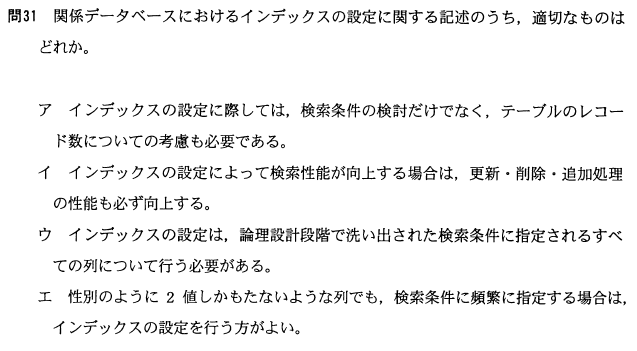 問31 関係データベースにおけるインデックスの設定に関する記述のうち，適切なものは
どれか。
ア インデックスの設定に際しては，検索条件の検討だけでなく，テーブルのレコー
ド数についての考慮も必要である。
イ インデックスの設定によって検索性能が向上する場合は，更新・削除・追加処理
の性能も必ず向上する。
ウ インデックスの設定は，論理設計段階で洗い出された検索条件に指定されるすべ
ての列について行う必要がある。
エ 性別のように 2 値しかもたないような列でも，検索条件に頻繁に指定する場合は，
インデックスの設定を行う方がよい。